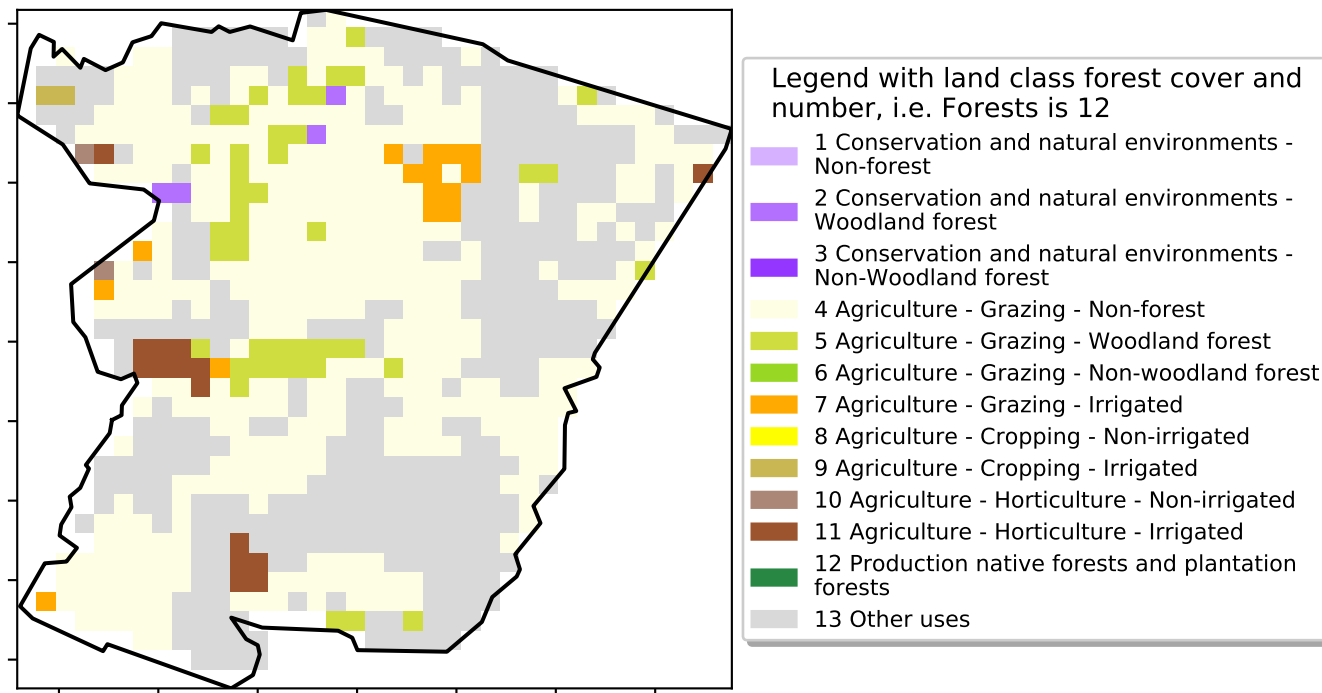 Legend with land class forest cover and
number, i.e. Forests is 12
1 Conservation and natural environments -
Non-forest
2 Conservation and natural environments -
Woodland forest
3 Conservation and natural environments -
Non-Woodland forest
4 Agriculture - Grazing - Non-forest
5 Agriculture - Grazing - Woodland forest
6 Agriculture - Grazing - Non-woodland forest
7 Agriculture - Grazing - Irrigated
8 Agriculture - Cropping - Non-irrigated
9 Agriculture - Cropping - Irrigated
10 Agriculture - Horticulture - Non-irrigated
11 Agriculture - Horticulture - Irrigated
12 Production native forests and plantation
forests
13 Other uses